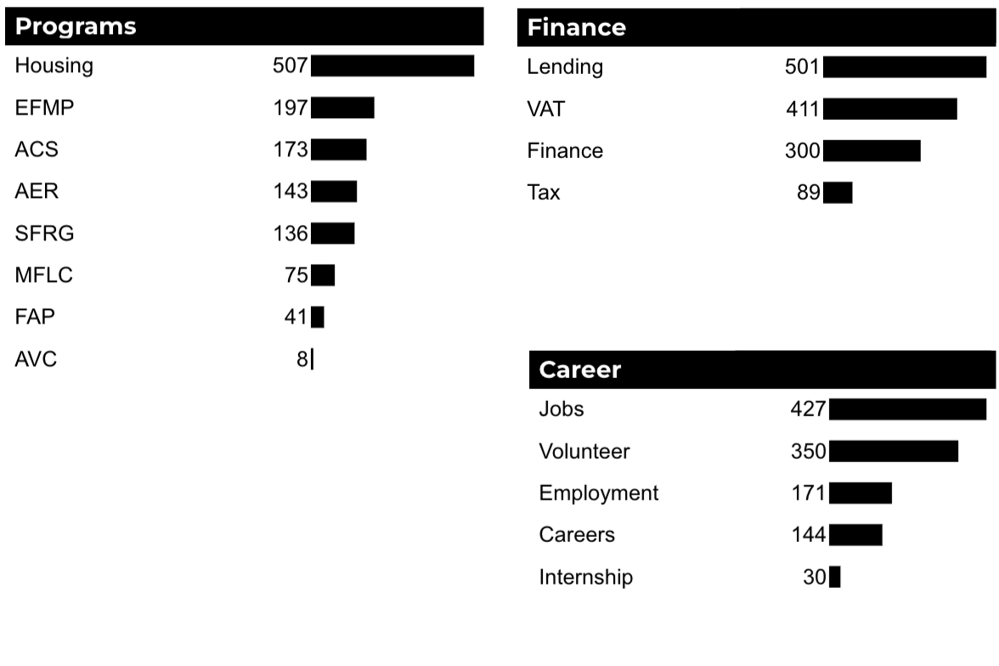 Programs
Housing 507
EFMP 197
ACS 173
AER 143
SFRG 136
MFLC 75
FAP 41
AVC 8
Finance
Lending 501
VAT 411
Finance 300
Tax 89
Career
Jobs 427
Volunteer 350
Employment 171
Careers 144
Internship 30